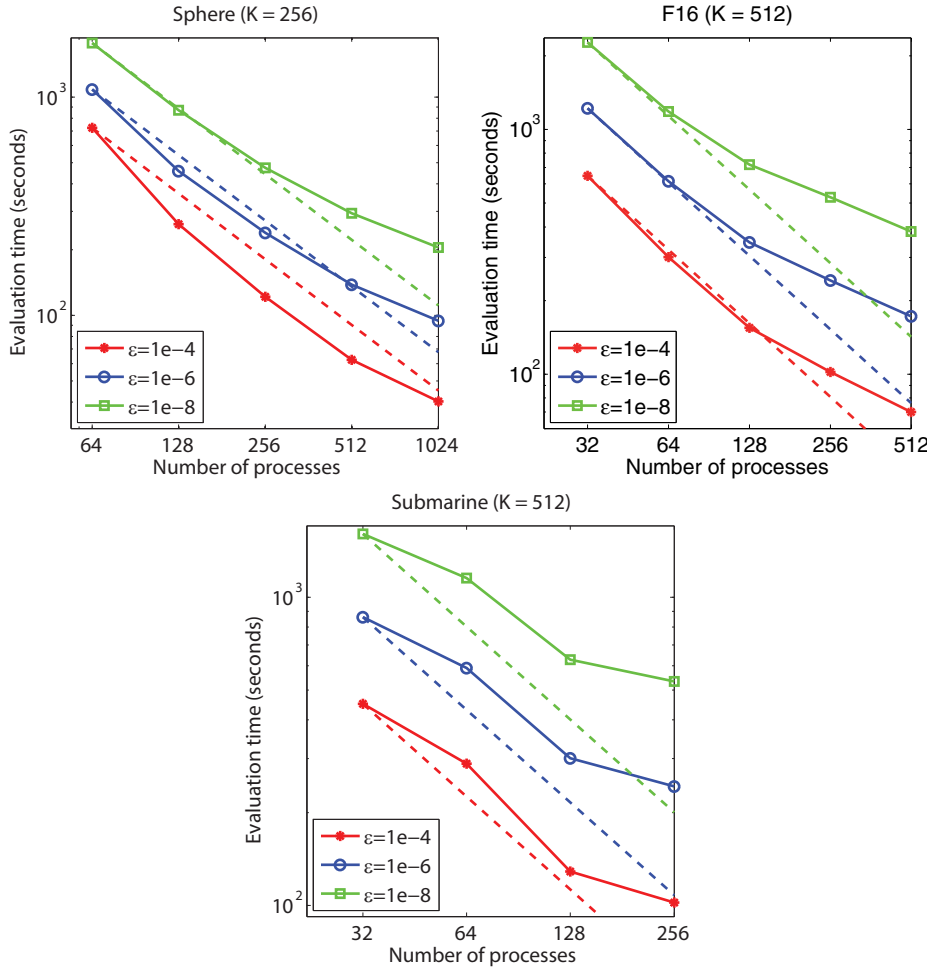 Sphere (K = 256)
Evaluation time (seconds)
10³
10²
ε=1e−4
ε=1e−6
ε=1e−8
64 128 256 512 1024
Number of processes
F16 (K = 512)
Evaluation time (seconds)
10³
10²
ε=1e−4
ε=1e−6
ε=1e−8
32 64 128 256 512
Number of processes
Submarine (K = 512)
Evaluation time (seconds)
10³
10²
ε=1e−4
ε=1e−6
ε=1e−8
32 64 128 256
Number of processes